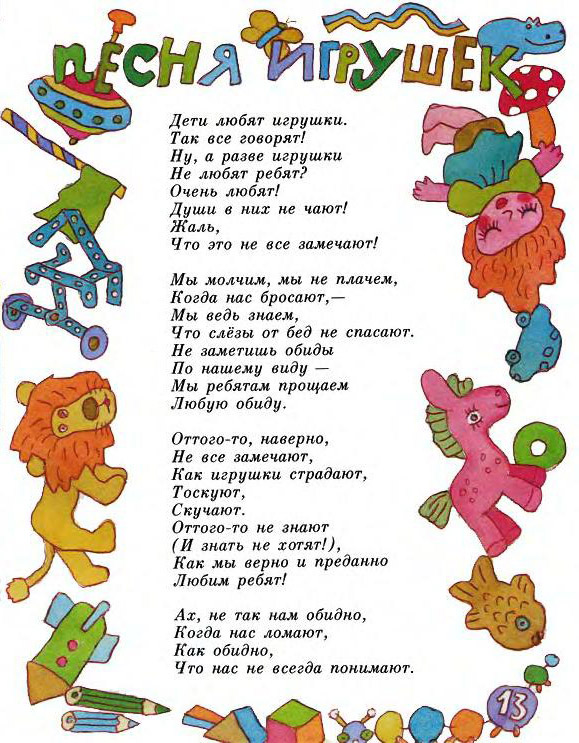 ПЕСНЯ ИГРУШЕК
Дети любят игрушки.
Так все говорят!
Ну, а разве игрушки
Не любят ребят?
Очень любят!
Души в них не чают!
Жаль,
Что это не все замечают!
Мы молчим, мы не плачем,
Когда нас бросают,—
Мы ведь знаем,
Что слёзы от бед не спасают.
Не заметишь обиды
По нашему виду —
Мы ребятам прощаем
Любую обиду.
Оттого-то, наверно,
Не все замечают,
Как игрушки страдают,
Тоскуют,
Скучают.
Оттого-то не знают
(И знать не хотят!),
Как мы верно и преданно
Любим ребят!
Ах, не так нам обидно,
Когда нас ломают,
Как обидно,
Что нас не всегда понимают.
13